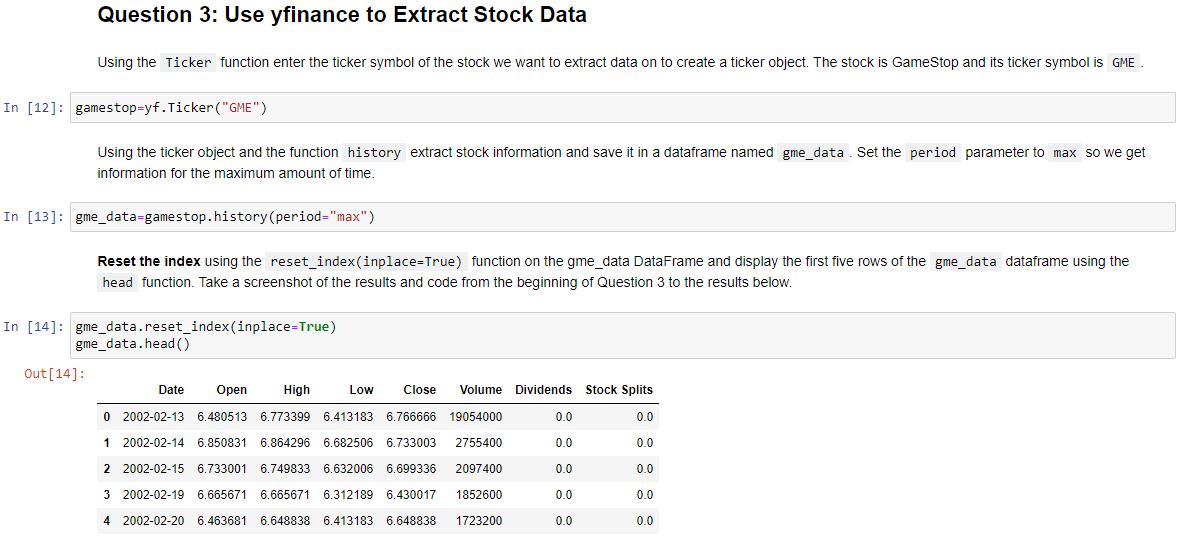 Question 3: Use yfinance to Extract Stock Data
Using the Ticker function enter the ticker symbol of the stock we want to extract data on to create a ticker object. The stock is GameStop and its ticker symbol is GME .
In [12]: gamestop=yf.Ticker("GME")
Using the ticker object and the function history extract stock information and save it in a dataframe named gme_data . Set the period parameter to max so we get
information for the maximum amount of time.
In [13]: gme_data=gamestop.history(period="max")
Reset the index using the reset_index(inplace=True) function on the gme_data DataFrame and display the first five rows of the gme_data dataframe using the
head function. Take a screenshot of the results and code from the beginning of Question 3 to the results below.
In [14]: gme_data.reset_index(inplace=True)
gme_data.head()
Out[14]:
Date Open High Low Close Volume Dividends Stock Splits
0 2002-02-13 6.480513 6.773399 6.413183 6.766666 19054000 0.0 0.0
1 2002-02-14 6.850831 6.864296 6.682506 6.733003 2755400 0.0 0.0
2 2002-02-15 6.733001 6.749833 6.632006 6.699336 2097400 0.0 0.0
3 2002-02-19 6.665671 6.665671 6.312189 6.430017 1852600 0.0 0.0
4 2002-02-20 6.463681 6.648838 6.413183 6.648838 1723200 0.0 0.0